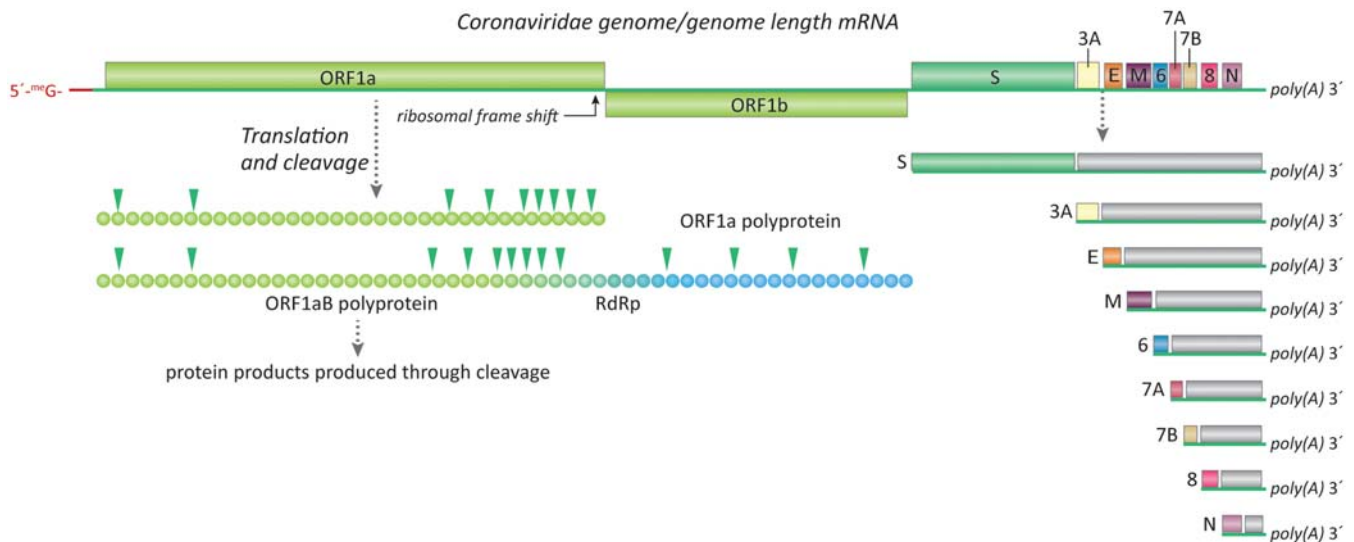 Coronaviridae genome/genome length mRNA
7A
3A
7B
ORF1a
S
E
M
6
8
N
5´-meG-
poly(A) 3´
ribosomal frame shift
ORF1b
Translation
and cleavage
S
poly(A) 3´
3A
poly(A) 3´
ORF1a polyprotein
E
poly(A) 3´
ORF1aB polyprotein
RdRp
M
poly(A) 3´
6
poly(A) 3´
protein products produced through cleavage
7A
poly(A) 3´
7B
poly(A) 3´
8
poly(A) 3´
N
poly(A) 3´